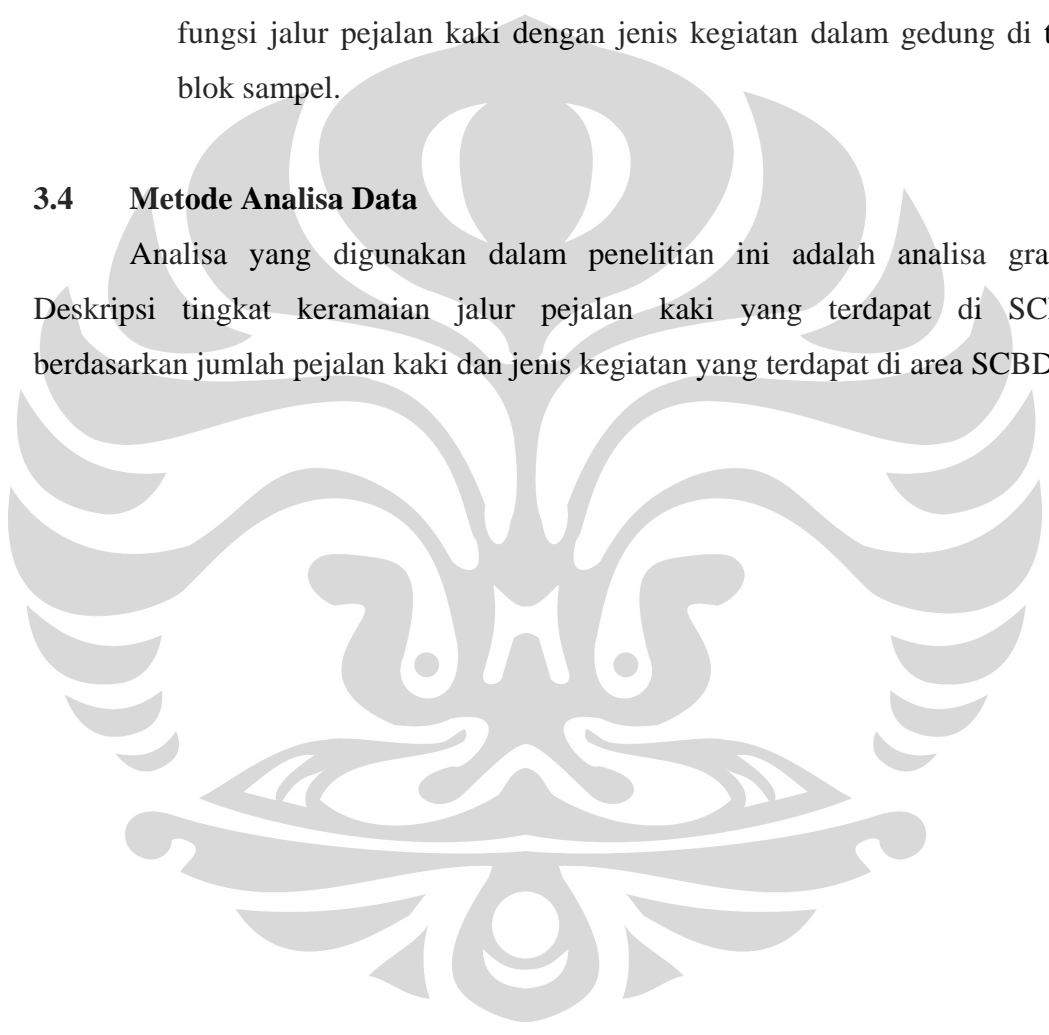 fungsi jalur pejalan kaki dengan jenis kegiatan dalam gedung di
blok sampel.
3.4 Metode Analisa Data
Analisa yang digunakan dalam penelitian ini adalah analisa
Deskripsi tingkat keramaian jalur pejalan kaki yang terdapat di
berdasarkan jumlah pejalan kaki dan jenis kegiatan yang terdapat di area SCBD